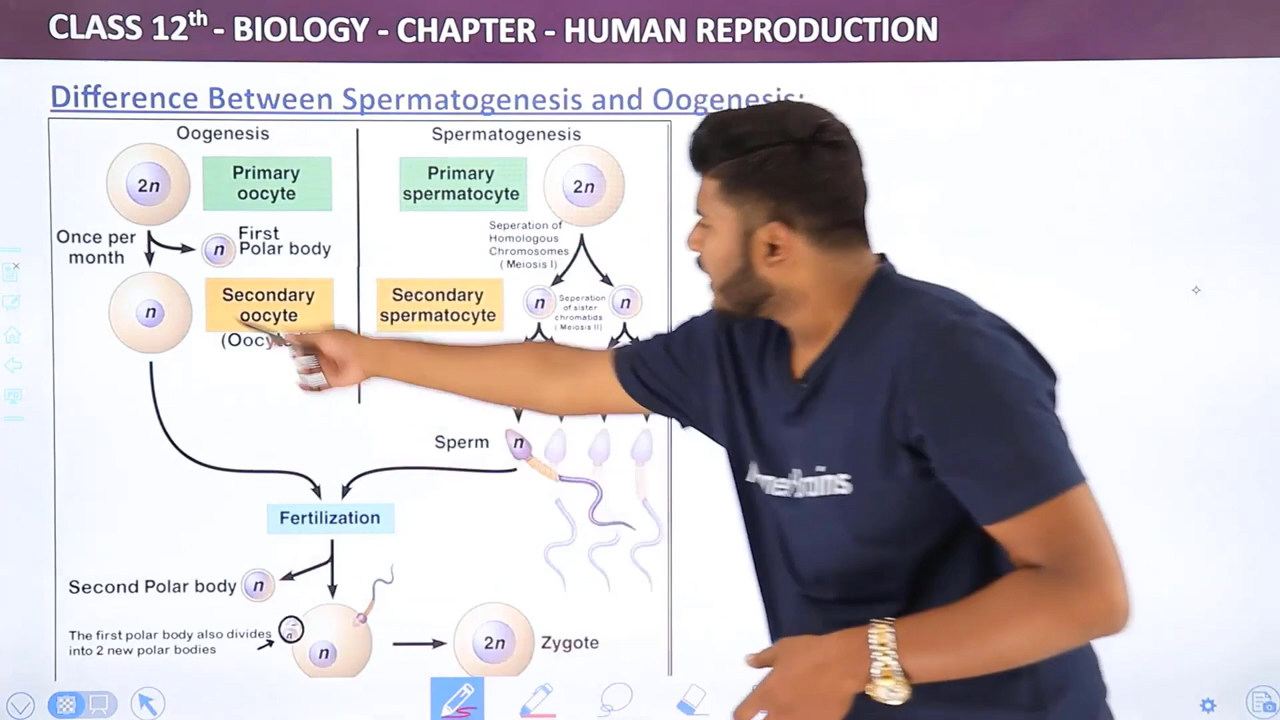 CLASS 12th - BIOLOGY - CHAPTER - HUMAN REPRODUCTION
Difference Between Spermatogenesis and Oogenesis:
Oogenesis
2n
Primary
oocyte
Once per
month
n
First
Polar body
n
Secondary
oocyte
Spermatogenesis
Primary
spermatocyte
2n
Seperation of
Homologous
Chromosomes
( Meiosis I )
Secondary
spermatocyte
n
Seperation
of sister
chromatids
( Meiosis II )
n
Sperm
n
Fertilization
Second Polar body
n
The first polar body also divides
into 2 new polar bodies
n
n
2n
Zygote